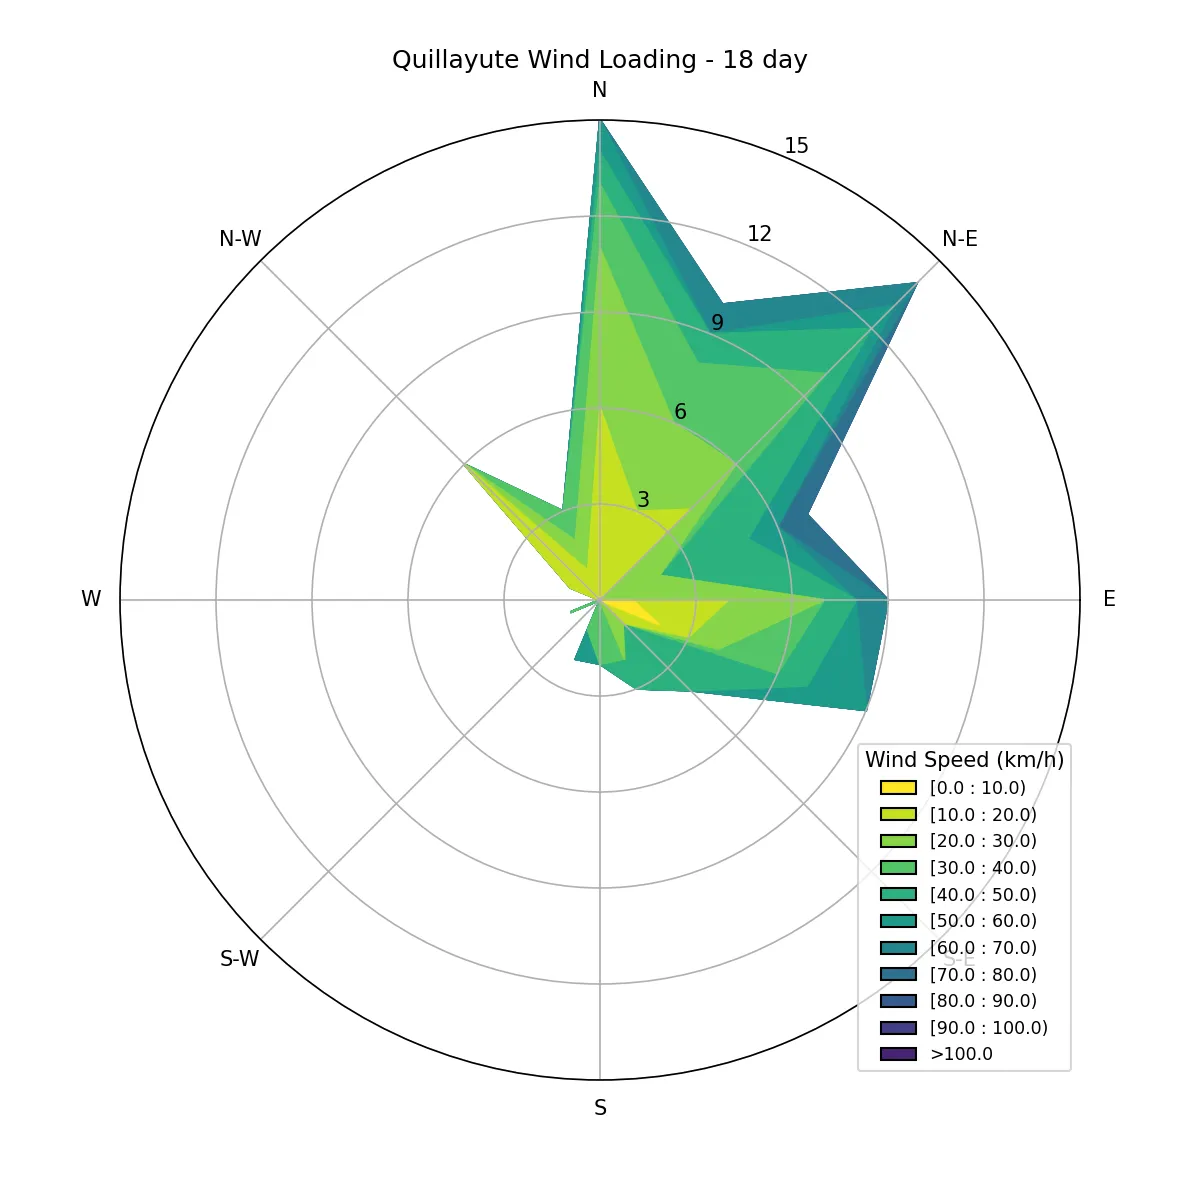 Quillayute Wind Loading - 18 day
N
15
12
N-W
N-E
9
6
3
W
E
Wind Speed (km/h)
[0.0 : 10.0)
[10.0 : 20.0)
[20.0 : 30.0)
[30.0 : 40.0)
[40.0 : 50.0)
[50.0 : 60.0)
[60.0 : 70.0)
S-W
S-E
[70.0 : 80.0)
[80.0 : 90.0)
[90.0 : 100.0)
>100.0
S